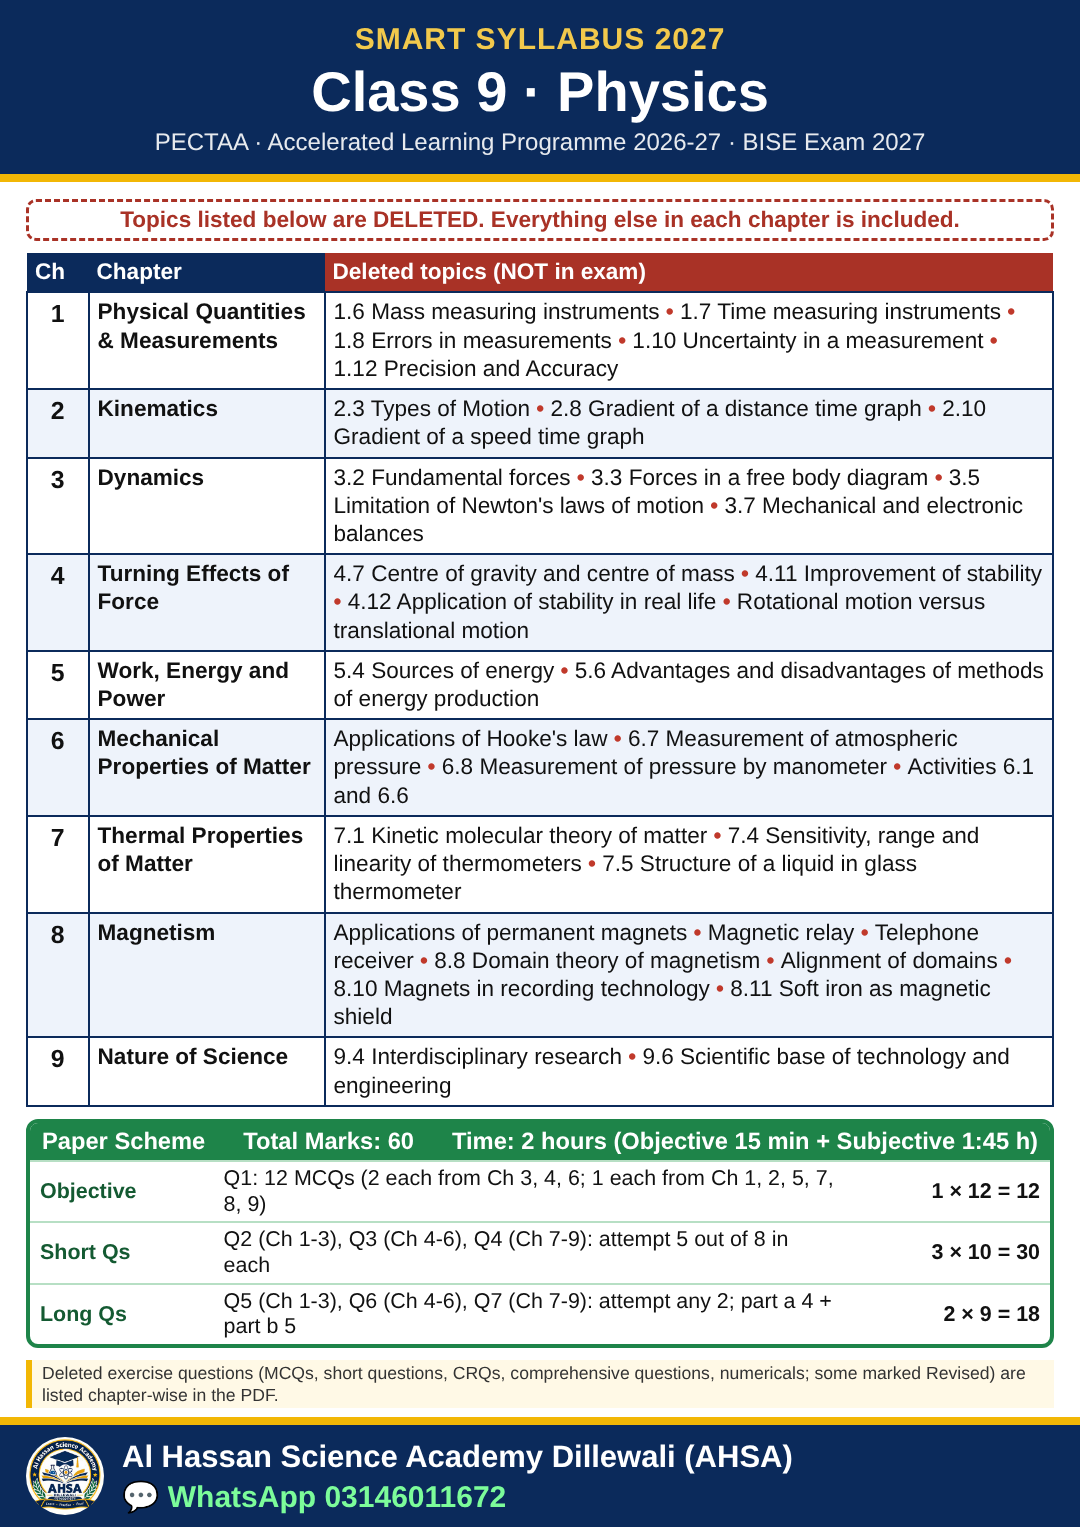 SMART SYLLABUS 2027
Class 9 · Physics
PECTAA · Accelerated Learning Programme 2026-27 · BISE Exam 2027
Topics listed below are DELETED. Everything else in each chapter is included.
Ch Chapter Deleted topics (NOT in exam)
1 Physical Quantities 1.6 Mass measuring instruments • 1.7 Time measuring instruments •
& Measurements 1.8 Errors in measurements • 1.10 Uncertainty in a measurement •
1.12 Precision and Accuracy
2 Kinematics 2.3 Types of Motion • 2.8 Gradient of a distance time graph • 2.10
Gradient of a speed time graph
3 Dynamics 3.2 Fundamental forces • 3.3 Forces in a free body diagram • 3.5
Limitation of Newton's laws of motion • 3.7 Mechanical and electronic
balances
4 Turning Effects of 4.7 Centre of gravity and centre of mass • 4.11 Improvement of stability
Force • 4.12 Application of stability in real life • Rotational motion versus
translational motion
5 Work, Energy and 5.4 Sources of energy • 5.6 Advantages and disadvantages of methods
Power of energy production
6 Mechanical Applications of Hooke's law • 6.7 Measurement of atmospheric
Properties of Matter pressure • 6.8 Measurement of pressure by manometer • Activities 6.1
and 6.6
7 Thermal Properties 7.1 Kinetic molecular theory of matter • 7.4 Sensitivity, range and
of Matter linearity of thermometers • 7.5 Structure of a liquid in glass
thermometer
8 Magnetism Applications of permanent magnets • Magnetic relay • Telephone
receiver • 8.8 Domain theory of magnetism • Alignment of domains •
8.10 Magnets in recording technology • 8.11 Soft iron as magnetic
shield
9 Nature of Science 9.4 Interdisciplinary research • 9.6 Scientific base of technology and
engineering
Paper Scheme Total Marks: 60 Time: 2 hours (Objective 15 min + Subjective 1:45 h)
Objective Q1: 12 MCQs (2 each from Ch 3, 4, 6; 1 each from Ch 1, 2, 5, 7, 1 × 12 = 12
8, 9)
Short Qs Q2 (Ch 1-3), Q3 (Ch 4-6), Q4 (Ch 7-9): attempt 5 out of 8 in 3 × 10 = 30
each
Long Qs Q5 (Ch 1-3), Q6 (Ch 4-6), Q7 (Ch 7-9): attempt any 2; part a 4 + 2 × 9 = 18
part b 5
Deleted exercise questions (MCQs, short questions, CRQs, comprehensive questions, numericals; some marked Revised) are
listed chapter-wise in the PDF.
Al Hassan Science Academy
AHSA
DILLEWALI
Al Hassan Science Academy Dillewali (AHSA)
WhatsApp 03146011672